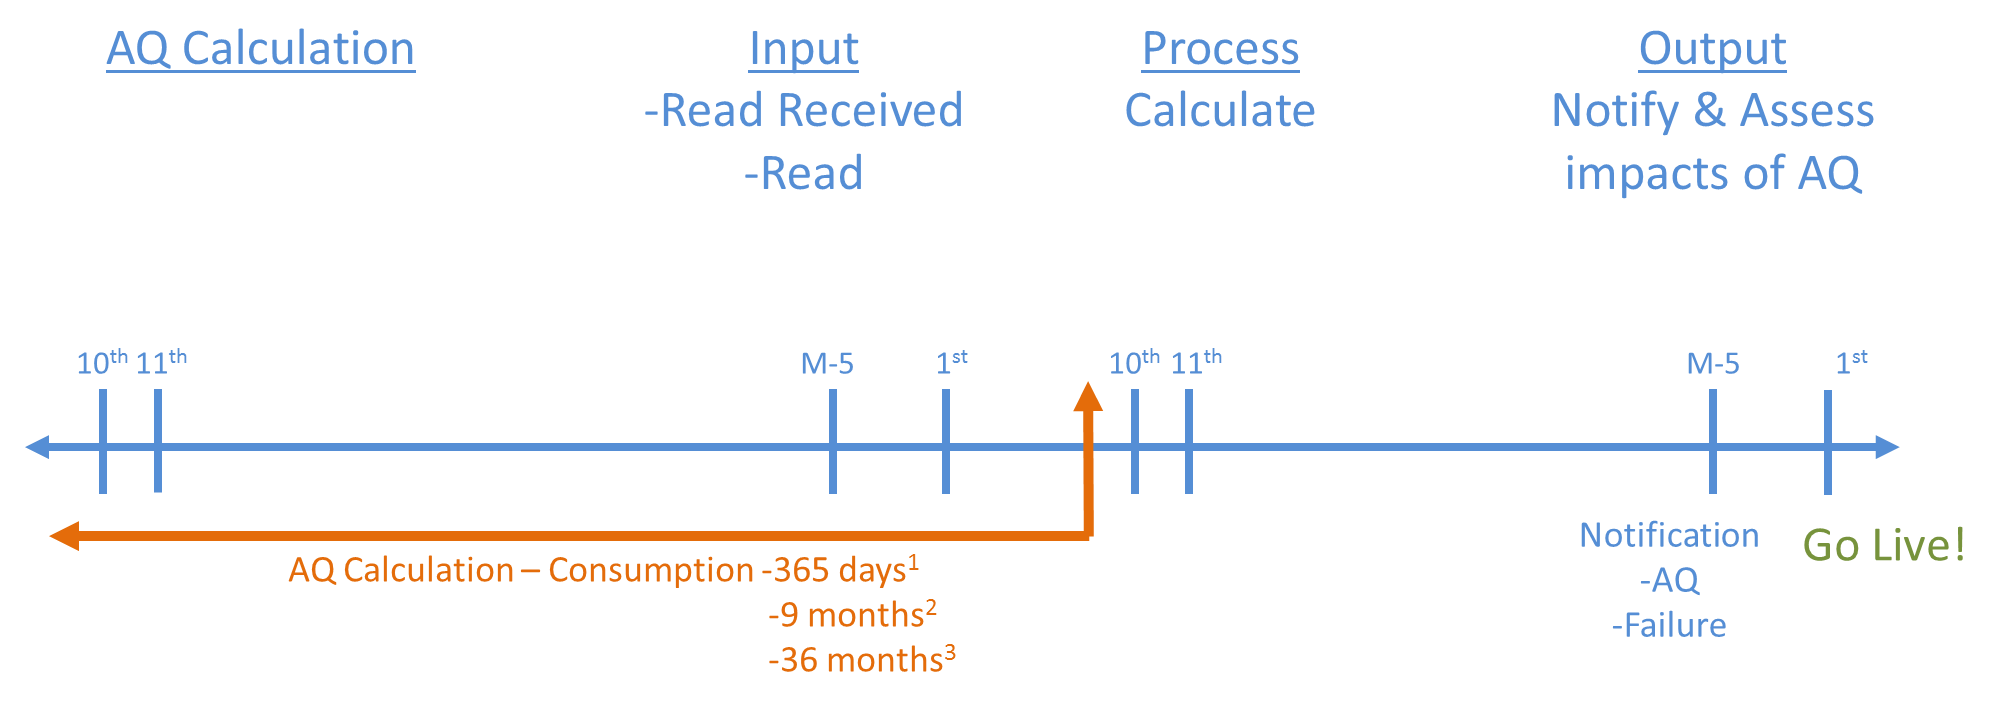 AQ Calculation
Input
-Read Received
-Read
Process
Calculate
Output
Notify & Assess
impacts of AQ
10th 11th
M-5
1st
10th 11th
M-5
1st
AQ Calculation – Consumption -365 days1
-9 months2
-36 months3
Notification
-AQ
-Failure
Go Live!